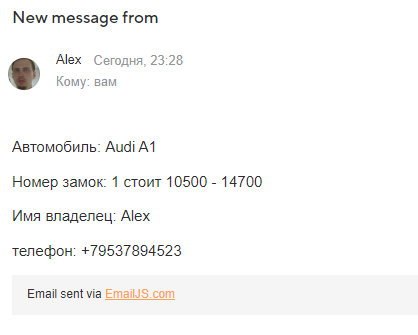 New message from
Alex Сегодня, 23:28
Кому: вам
Автомобиль: Audi A1
Номер замок: 1 стоит 10500 - 14700
Имя владелец: Alex
телефон: +79537894523
Email sent via EmailJS.com